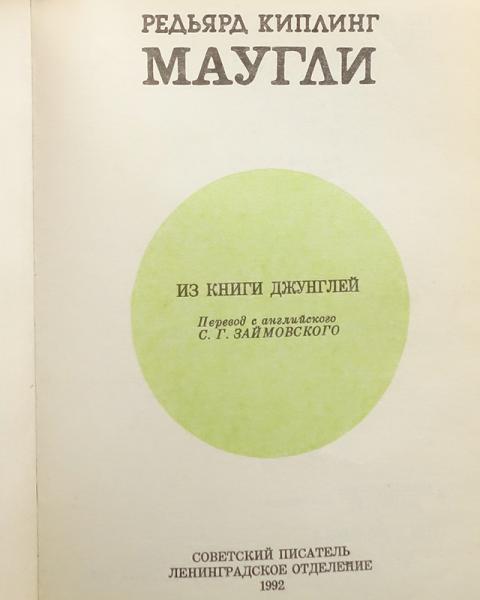 РЕДЬЯРД КИПЛИНГ
МАУГЛИ
ИЗ КНИГИ ДЖУНГЛЕЙ
Перевод с английского
С. Г. ЗАЙМОВСКОГО
СОВЕТСКИЙ ПИСАТЕЛЬ
ЛЕНИНГРАДСКОЕ ОТДЕЛЕНИЕ
1992